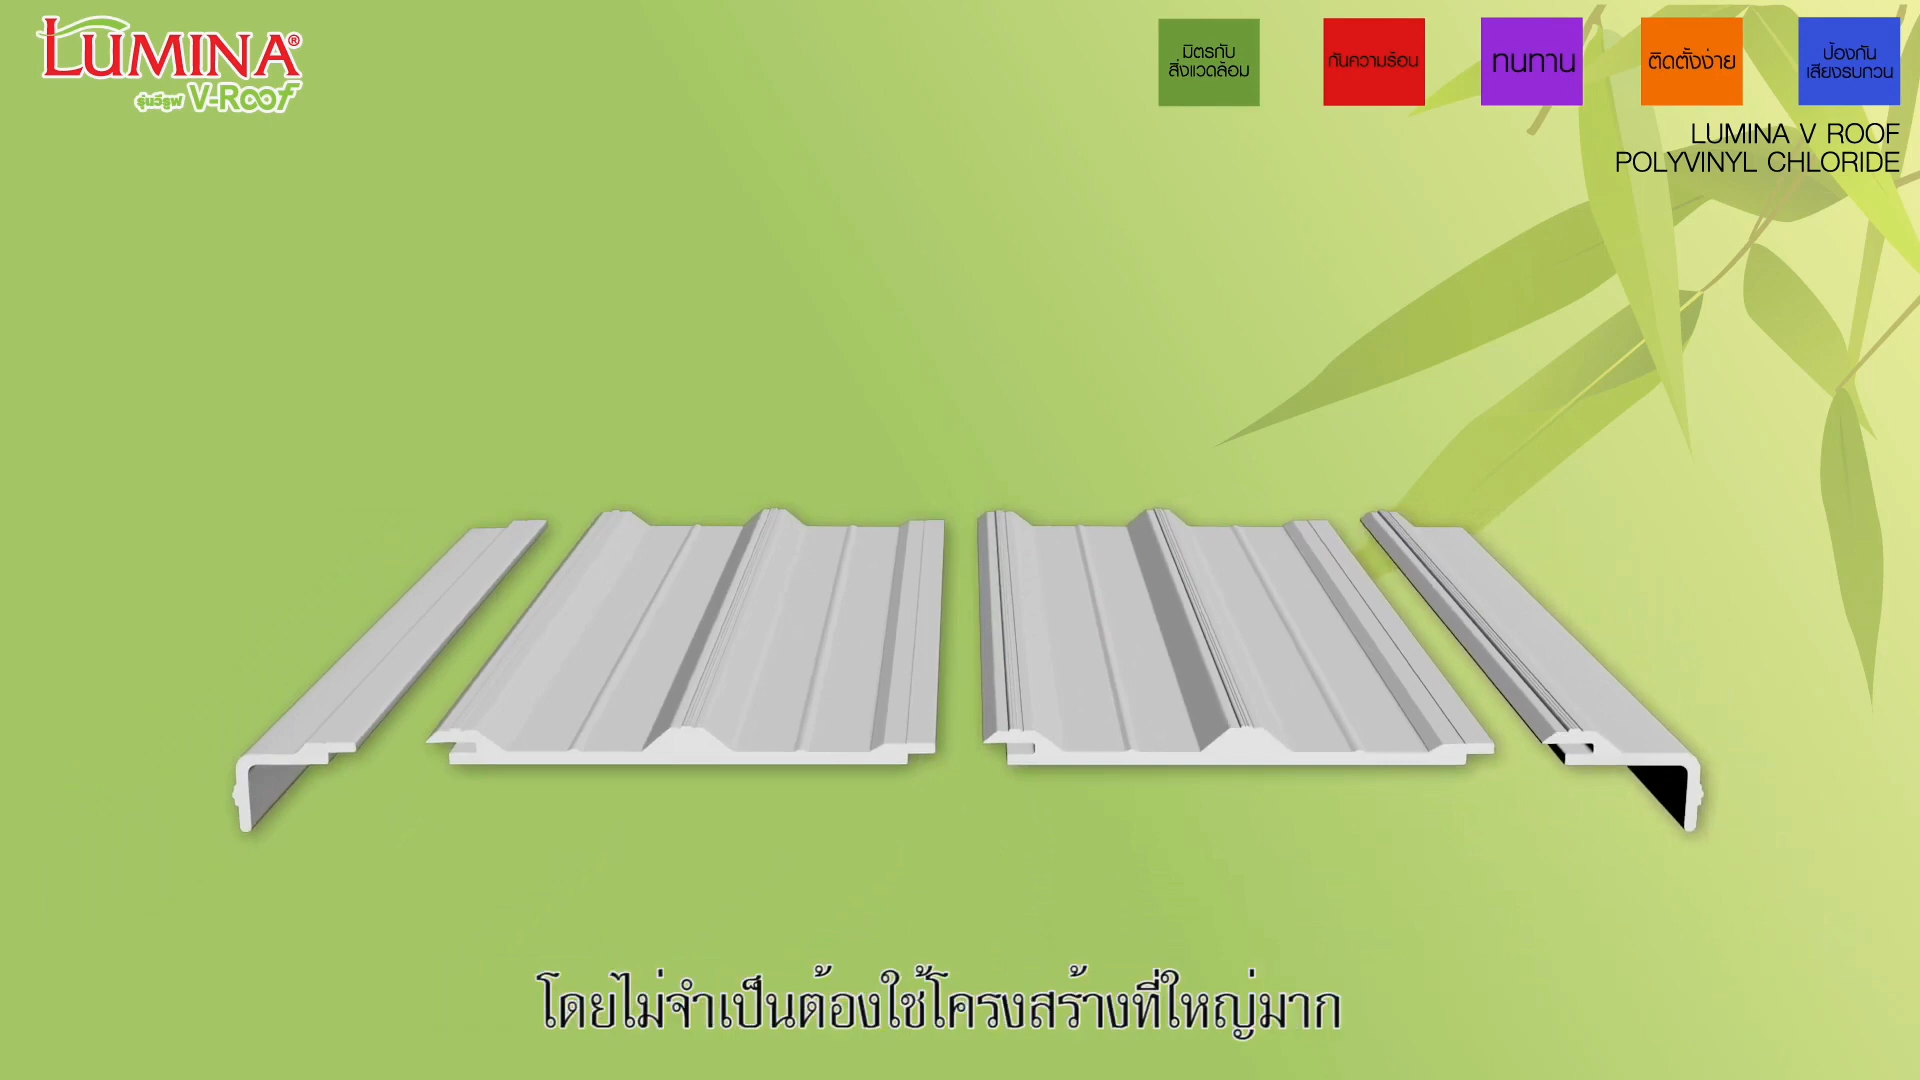 LUMINA®
รุ่นวีรูฟ V-ROOF
มิตรกับ
สิ่งแวดล้อม
กันความร้อน
ทนทาน
ติดตั้งง่าย
ป้องกัน
เสียงรบกวน
LUMINA V ROOF
POLYVINYL CHLORIDE
โดยไม่จำเป็นต้องใช้โครงสร้างที่ใหญ่มาก